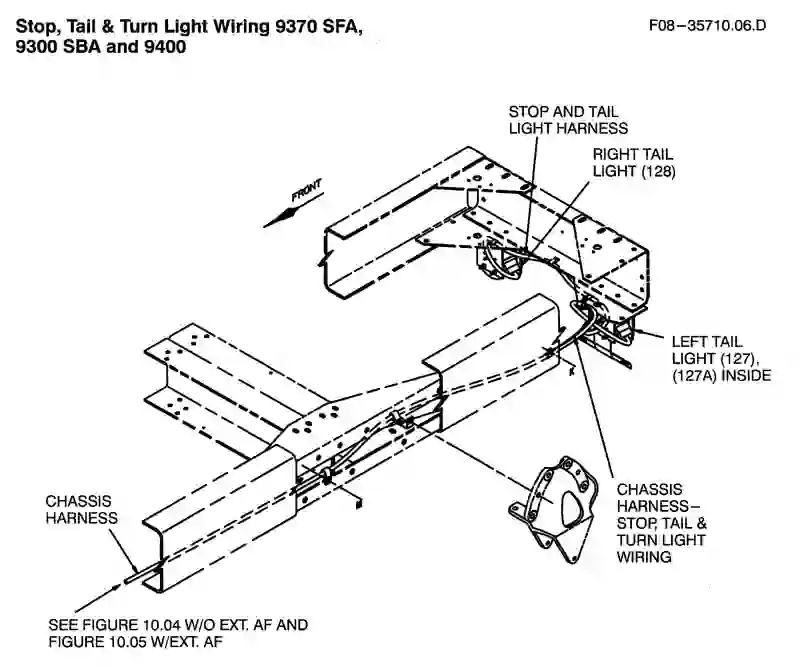 Stop, Tail & Turn Light Wiring 9370 SFA,
9300 SBA and 9400
F08-35710.06.D
STOP AND TAIL
LIGHT HARNESS
RIGHT TAIL
LIGHT (128)
FRONT
LEFT TAIL
LIGHT (127),
(127A) INSIDE
K
CHASSIS
HARNESS
CHASSIS
HARNESS-
STOP, TAIL &
TURN LIGHT
WIRING
SEE FIGURE 10.04 W/O EXT. AF AND
FIGURE 10.05 W/EXT. AF